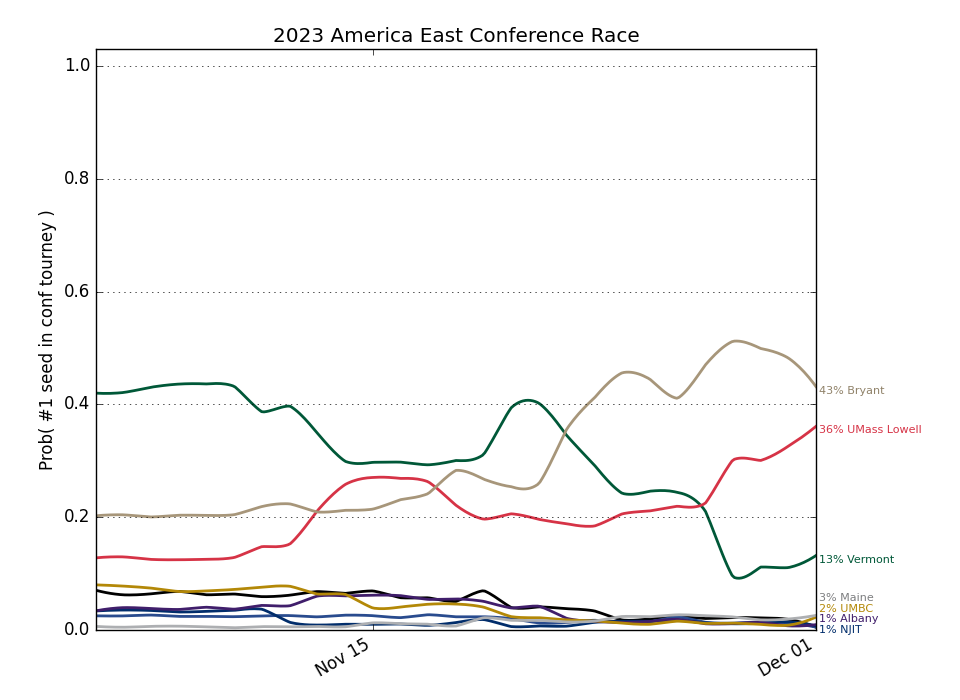 2023 America East Conference Race
Prob( #1 seed in conf tourney )
1.0
0.8
0.6
0.4
0.2
0.0
Nov 15
Dec 01
43% Bryant
36% UMass Lowell
13% Vermont
3% Maine
2% UMBC
1% Albany
1% NJIT